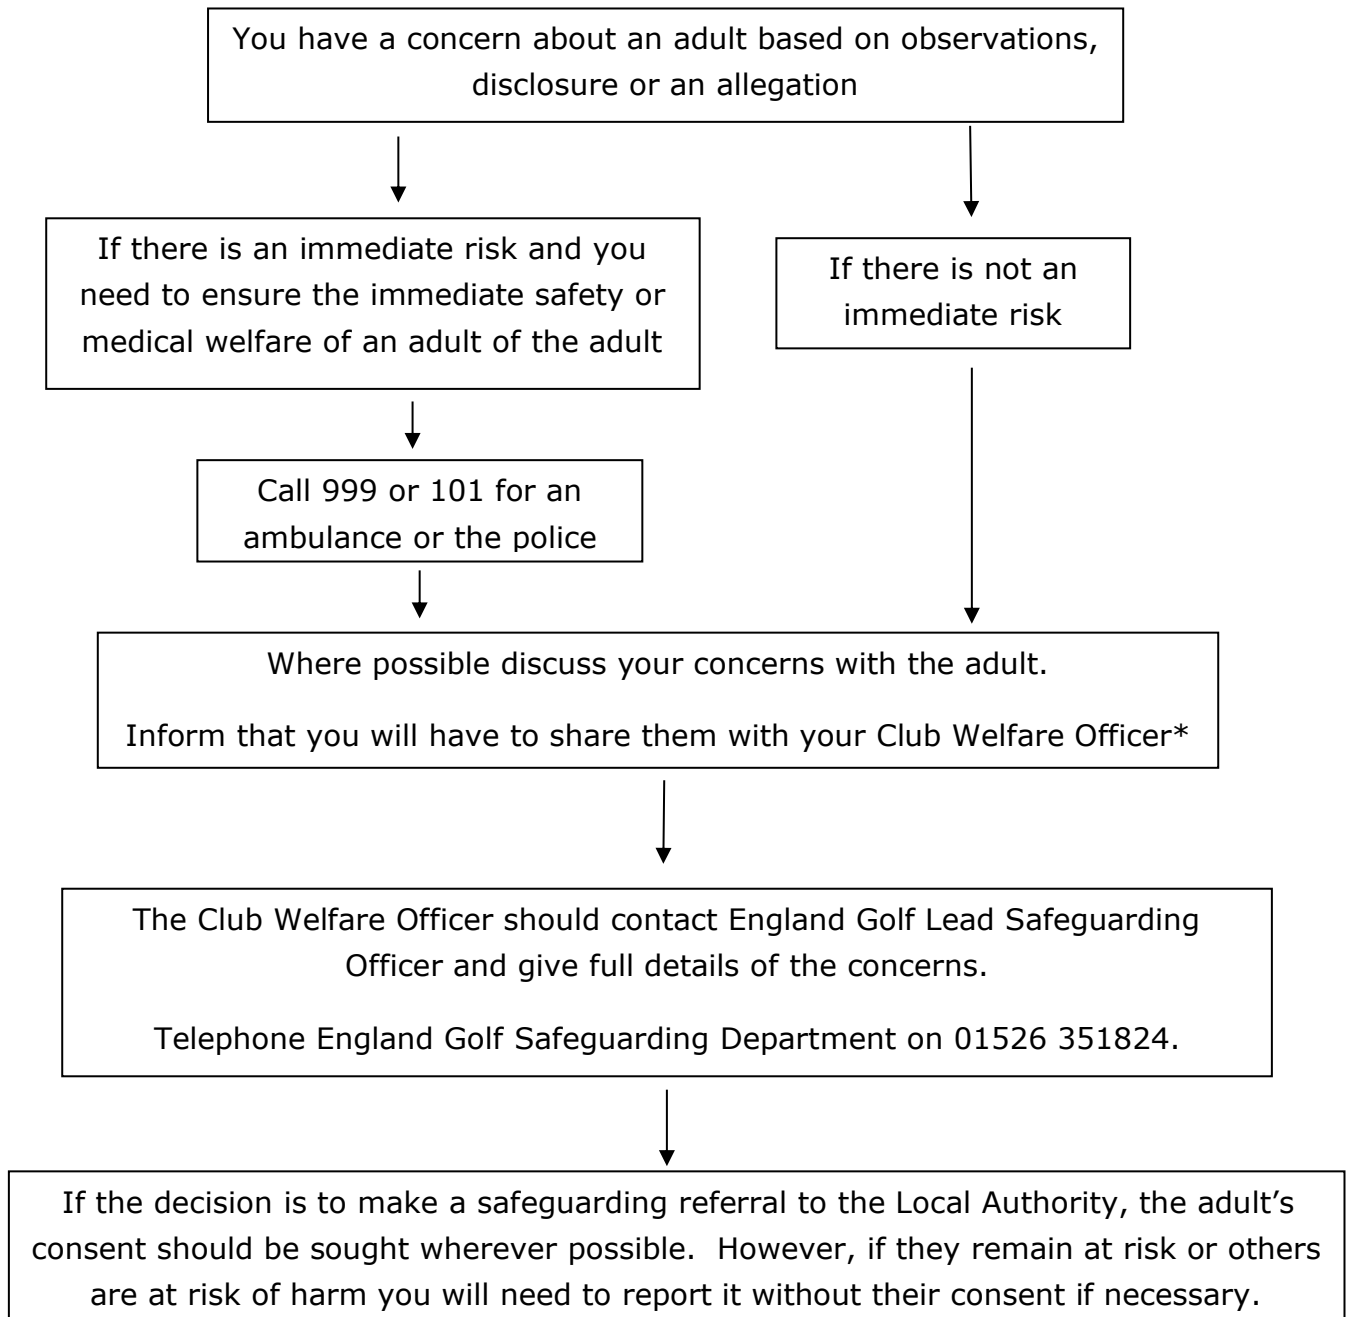 You have a concern about an adult based on observations,
disclosure or an allegation
If there is an immediate risk and you
need to ensure the immediate safety or
medical welfare of an adult of the adult
If there is not an
immediate risk
Call 999 or 101 for an
ambulance or the police
Where possible discuss your concerns with the adult.
Inform that you will have to share them with your Club Welfare Officer*
The Club Welfare Officer should contact England Golf Lead Safeguarding
Officer and give full details of the concerns.
Telephone England Golf Safeguarding Department on 01526 351824.
If the decision is to make a safeguarding referral to the Local Authority, the adult’s
consent should be sought wherever possible.  However, if they remain at risk or others
are at risk of harm you will need to report it without their consent if necessary.